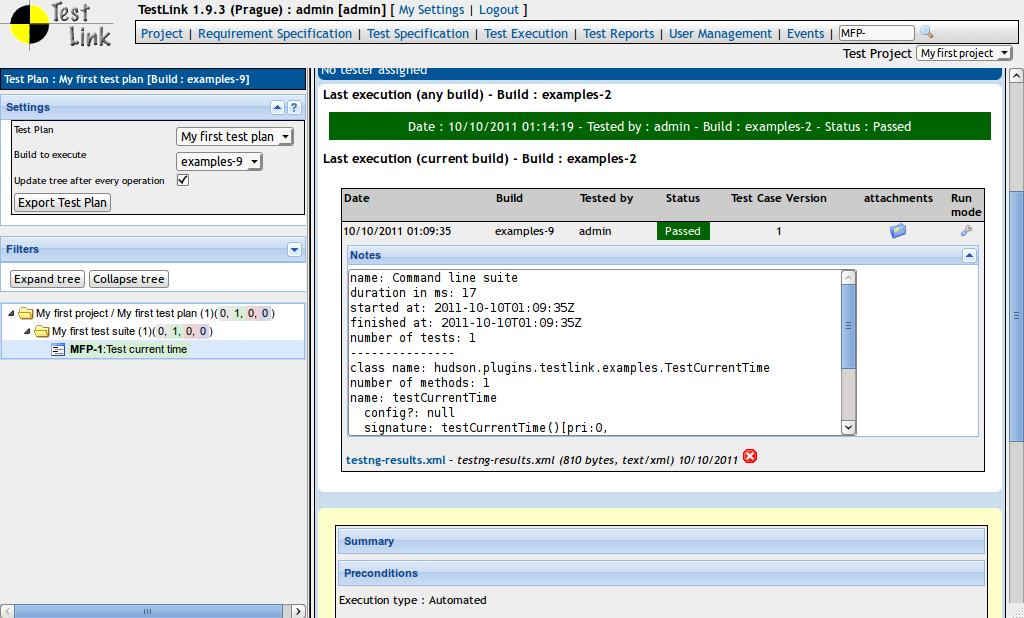 Test Link
TestLink 1.9.3 (Prague) : admin [admin] [ My Settings | Logout ]
Project | Requirement Specification | Test Specification | Test Execution | Test Reports | User Management | Events | MFP-
Test Project My first project
Test Plan : My first test plan [Build : examples-9]
Settings ?
Test Plan My first test plan
Build to execute examples-9
Update tree after every operation
Export Test Plan
Filters
Expand tree Collapse tree
My first project / My first test plan (1)( 0, 1, 0, 0 )
My first test suite (1)( 0, 1, 0, 0 )
MFP-1:Test current time
No tester assigned
Last execution (any build) - Build : examples-2
Date : 10/10/2011 01:14:19 - Tested by : admin - Build : examples-2 - Status : Passed
Last execution (current build) - Build : examples-2
Date Build Tested by Status Test Case Version attachments Run mode
10/10/2011 01:09:35 examples-9 admin Passed 1
Notes
name: Command line suite
duration in ms: 17
started at: 2011-10-10T01:09:35Z
finished at: 2011-10-10T01:09:35Z
number of tests: 1
---------------
class name: hudson.plugins.testlink.examples.TestCurrentTime
number of methods: 1
name: testCurrentTime
config?: null
signature: testCurrentTime()[pri:0,
testng-results.xml - testng-results.xml (810 bytes, text/xml) 10/10/2011
Summary
Preconditions
Execution type : Automated